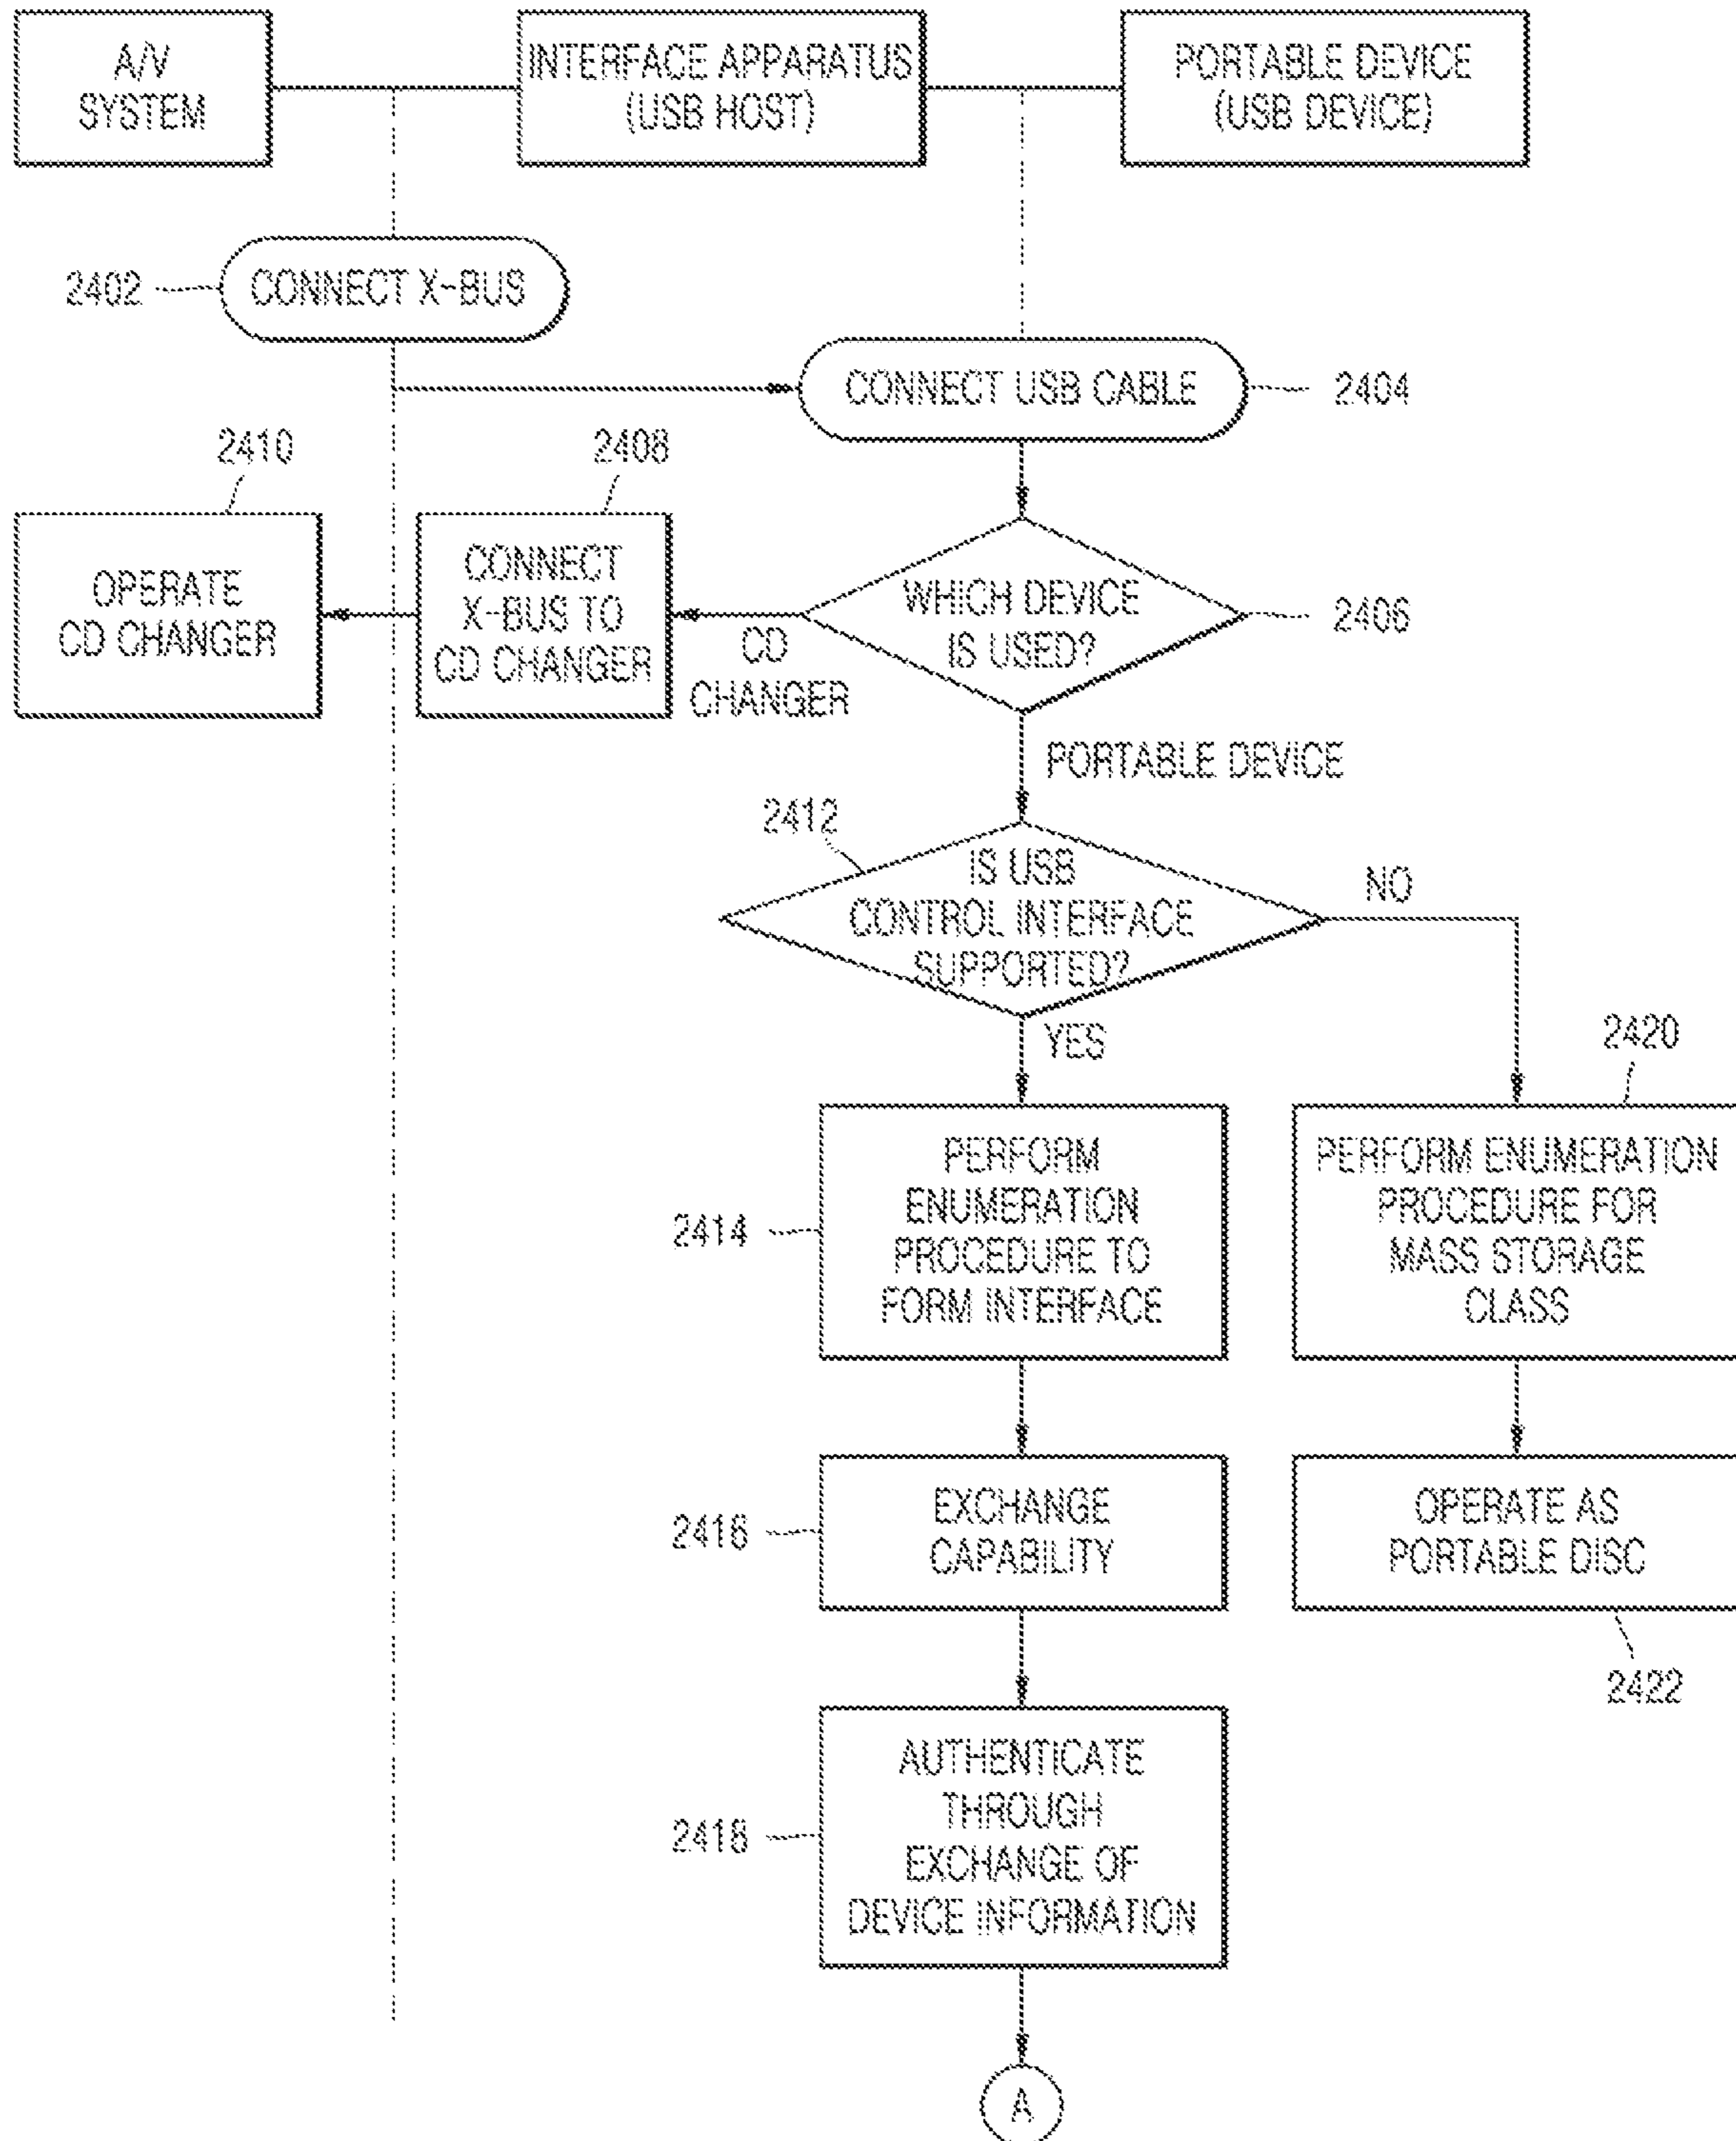 A/V
SYSTEM
INTERFACE APPARATUS
(USB HOST)
PORTABLE DEVICE
(USB DEVICE)
2402
CONNECT X-BUS
CONNECT USB CABLE
2404
2410
2408
OPERATE
CD CHANGER
CONNECT
X-BUS TO
CD CHANGER
CD
CHANGER
WHICH DEVICE
IS USED?
2406
PORTABLE DEVICE
2412
IS USB
CONTROL INTERFACE
SUPPORTED?
NO
YES
2420
2414
PERFORM
ENUMERATION
PROCEDURE TO
FORM INTERFACE
PERFORM ENUMERATION
PROCEDURE FOR
MASS STORAGE
CLASS
2416
EXCHANGE
CAPABILITY
OPERATE AS
PORTABLE DISC
2422
2418
AUTHENTICATE
THROUGH
EXCHANGE OF
DEVICE INFORMATION
A